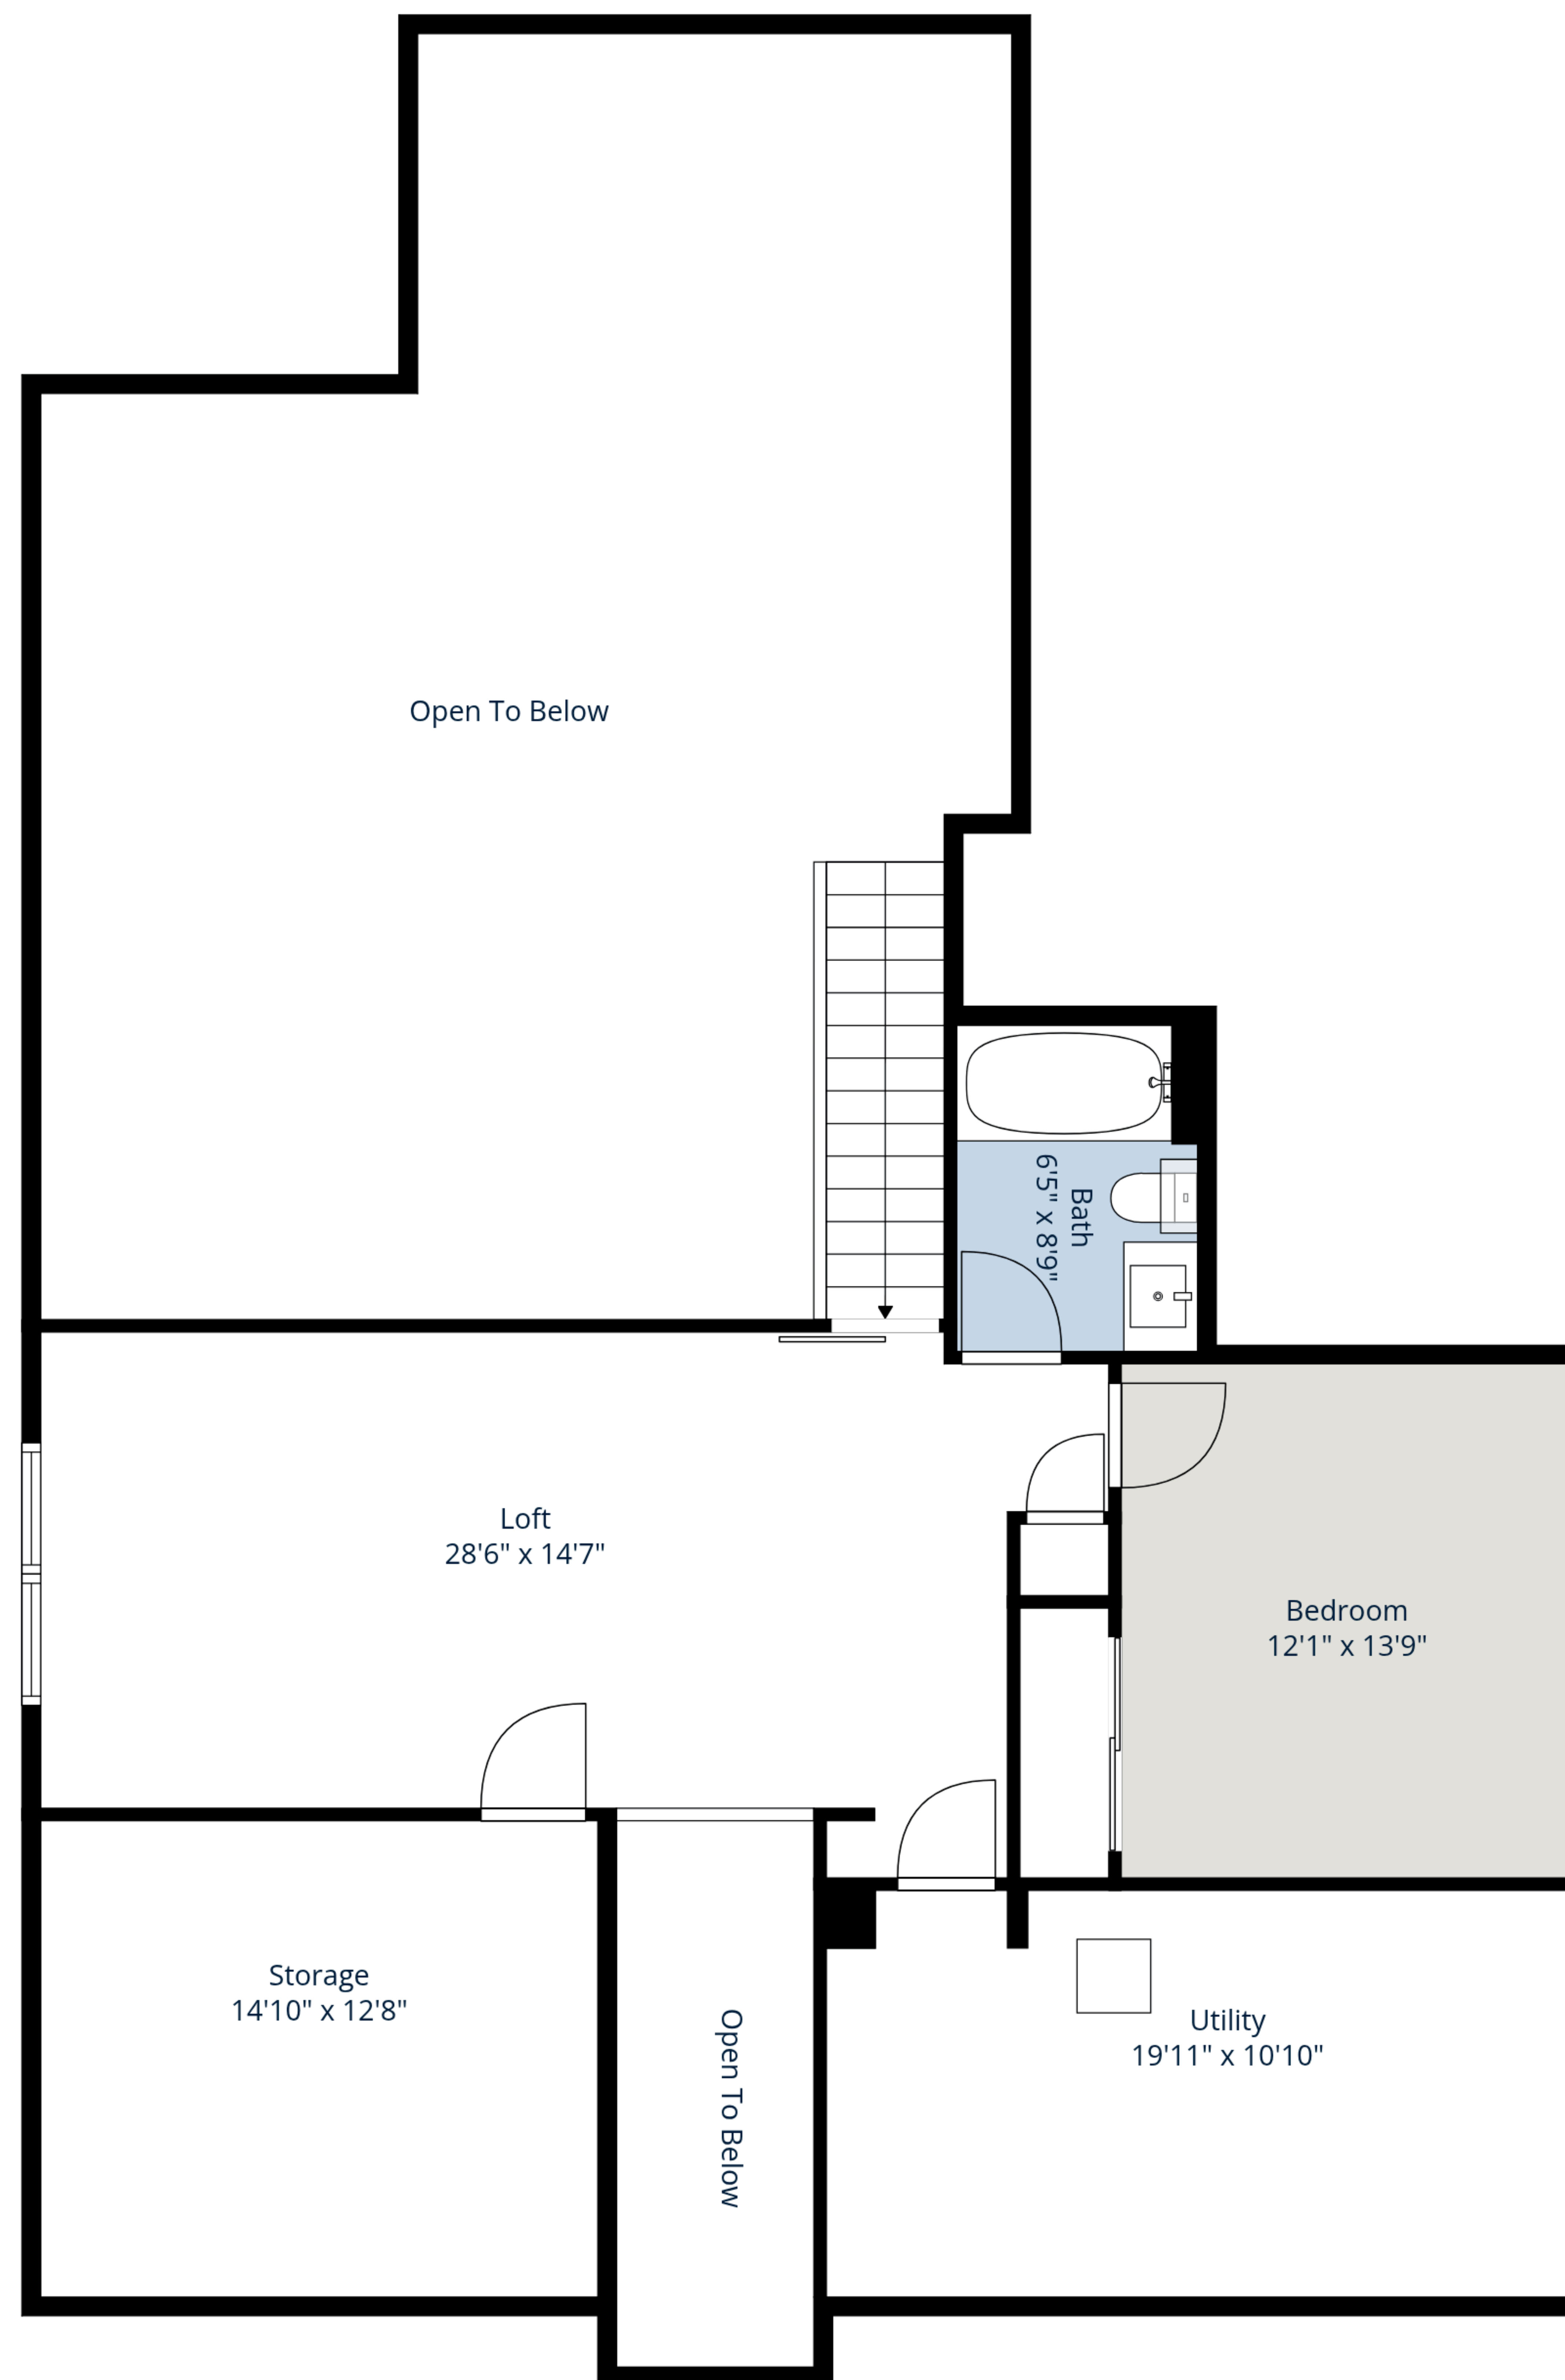 Open To Below
Bath
6'5" x 8'9"
Loft
28'6" x 14'7"
Bedroom
12'1" x 13'9"
Storage
14'10" x 12'8"
Open To Below
Utility
19'11" x 10'10"